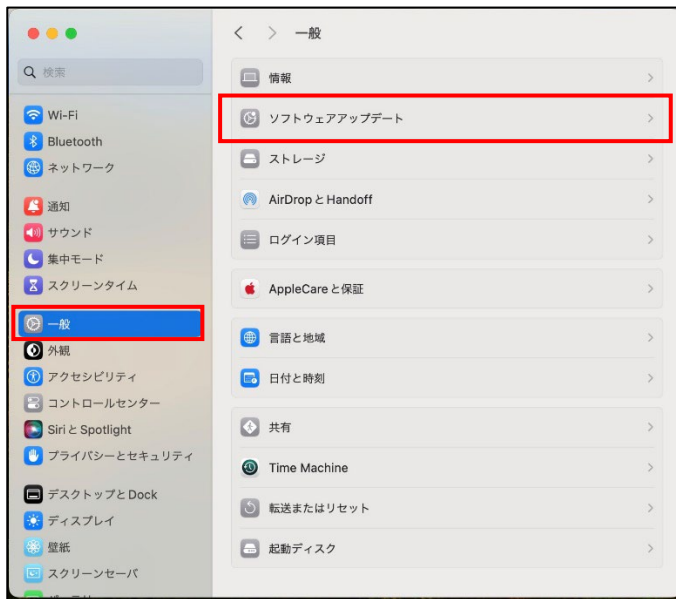 一般
検索
Wi-Fi
Bluetooth
ネットワーク
通知
サウンド
集中モード
スクリーンタイム
一般
外観
アクセシビリティ
コントロールセンター
Siri と Spotlight
プライバシーとセキュリティ
デスクトップと Dock
ディスプレイ
壁紙
スクリーンセーバ
情報
ソフトウェアアップデート
ストレージ
AirDrop と Handoff
ログイン項目
AppleCare と保証
言語と地域
日付と時刻
共有
Time Machine
転送またはリセット
起動ディスク